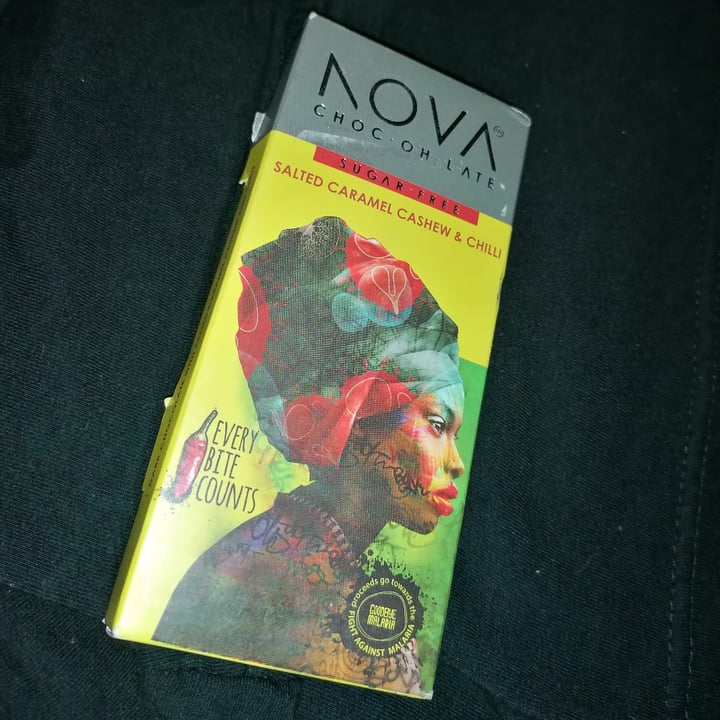 NOVA
CHOC·OH·LATE
SUGAR·FREE
SALTED CARAMEL CASHEW & CHILLI
EVERY
BITE
COUNTS
proceeds go towards the
FIGHT AGAINST MALARIA
GOODBYE
MALARIA